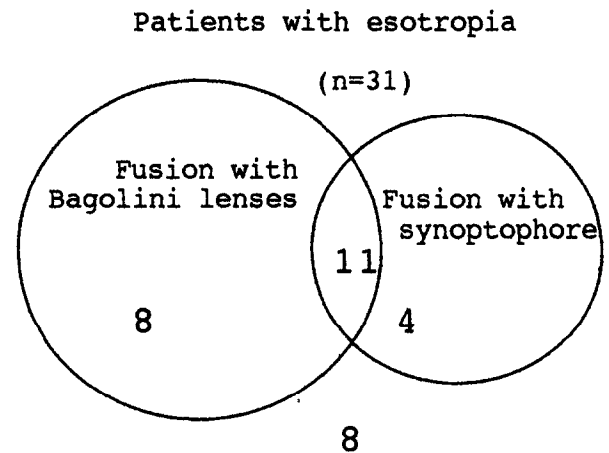 Patients with esotropia
(n=31)
Fusion with
Bagolini lenses
Fusion with
synoptophore
11
8
4
8